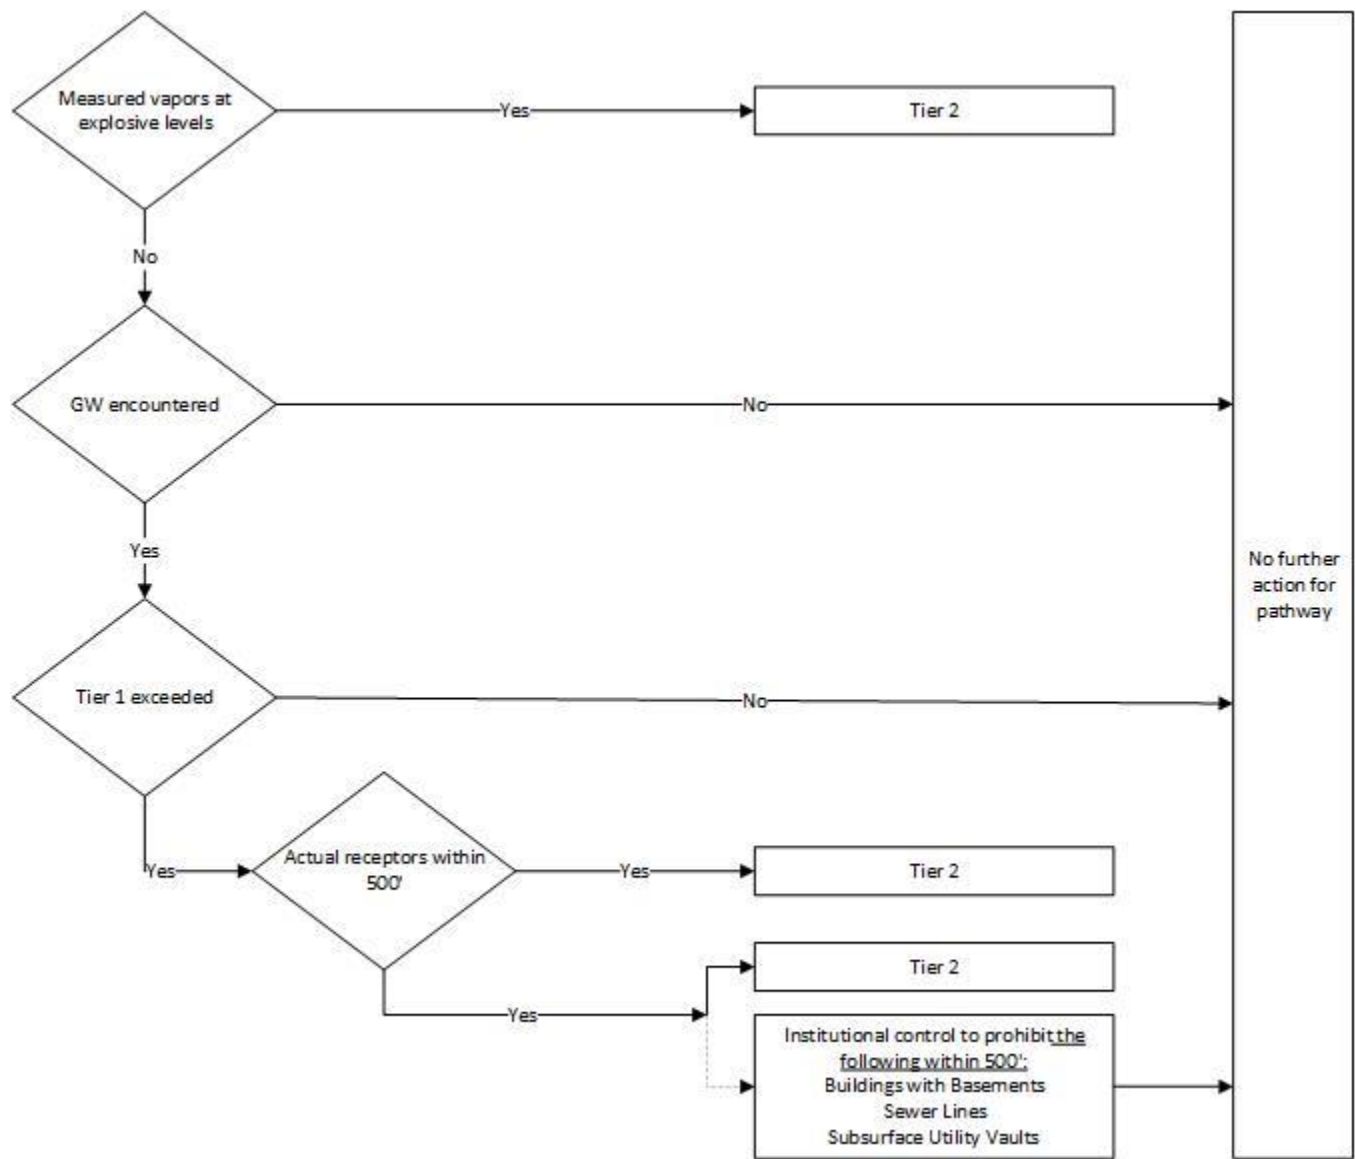 Measured vapors at
explosive levels
Yes
Tier 2
No
GW encountered
No
Yes
No further
action for
pathway
Tier 1 exceeded
No
Yes
Actual receptors within
500'
Yes
Tier 2
Tier 2
Yes
Institutional control to prohibit the
following within 500':
Buildings with Basements
Sewer Lines
Subsurface Utility Vaults